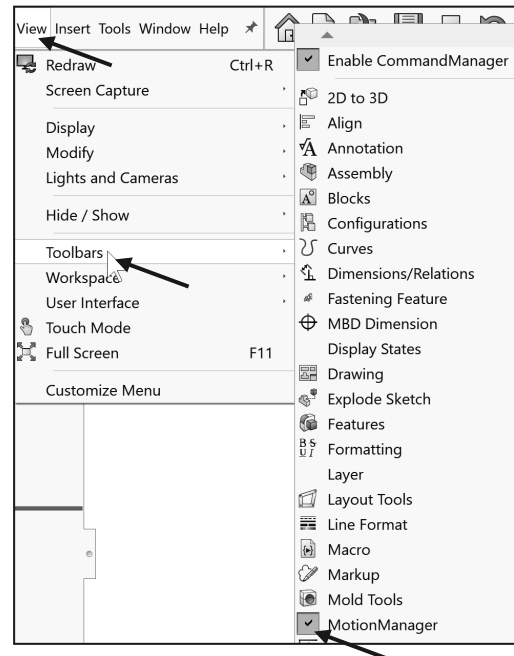 View Insert Tools Window Help
Redraw Ctrl+R
Screen Capture
Display
Modify
Lights and Cameras
Hide / Show
Toolbars
Workspace
User Interface
Touch Mode
Full Screen F11
Customize Menu
Enable CommandManager
2D to 3D
Align
Annotation
Assembly
Blocks
Configurations
Curves
Dimensions/Relations
Fastening Feature
MBD Dimension
Display States
Drawing
Explode Sketch
Features
Formatting
Layer
Layout Tools
Line Format
Macro
Markup
Mold Tools
MotionManager